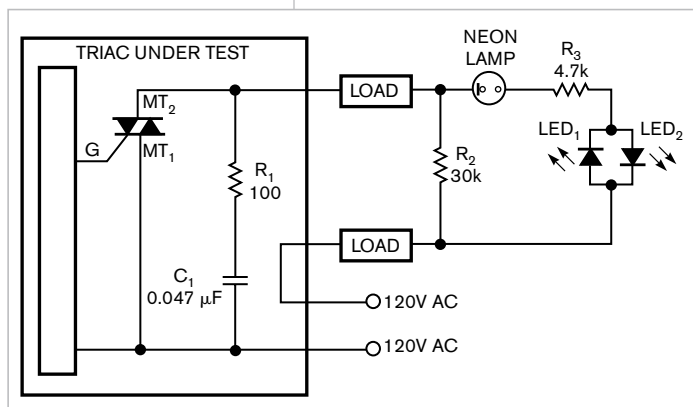 TRIAC UNDER TEST
MT2
G
MT1
R1
100
C1
0.047 µF
LOAD
LOAD
NEON
LAMP
R3
4.7k
R2
30k
LED1
LED2
120V AC
120V AC